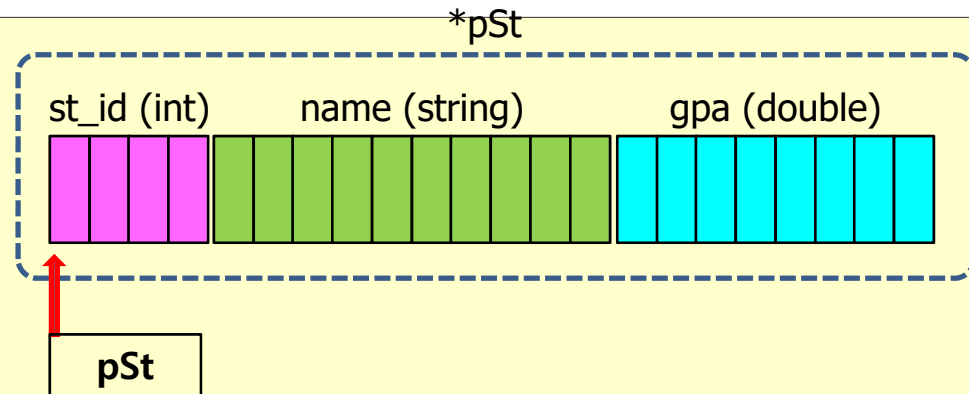 *pSt
st_id (int) name (string) gpa (double)
pSt